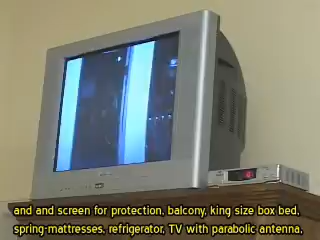 and and screen for protection, balcony, king size box bed,
spring-mattresses, refrigerator, TV with parabolic antenna,